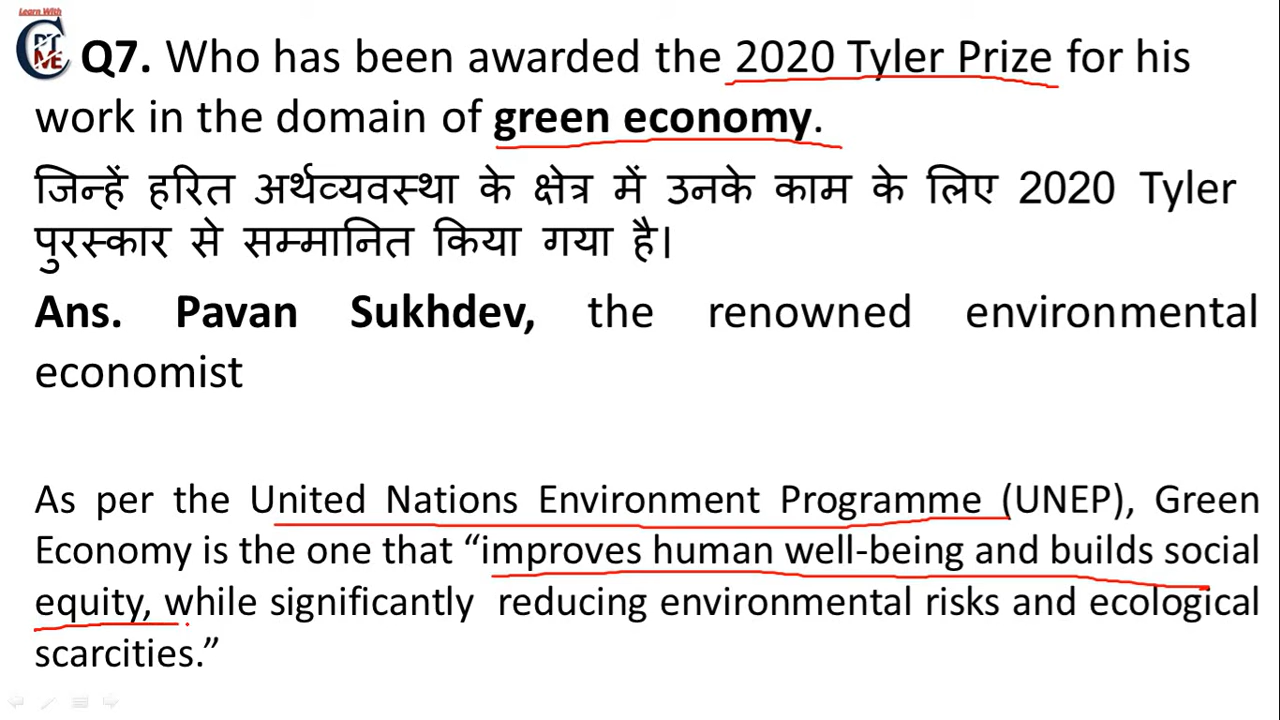 Learn With
CPTME
Q7. Who has been awarded the 2020 Tyler Prize for his
work in the domain of green economy.
जिन्हें हरित अर्थव्यवस्था के क्षेत्र में उनके काम के लिए 2020 Tyler
पुरस्कार से सम्मानित किया गया है।
Ans. Pavan Sukhdev, the renowned environmental
economist
As per the United Nations Environment Programme (UNEP), Green
Economy is the one that “improves human well-being and builds social
equity, while significantly reducing environmental risks and ecological
scarcities.”